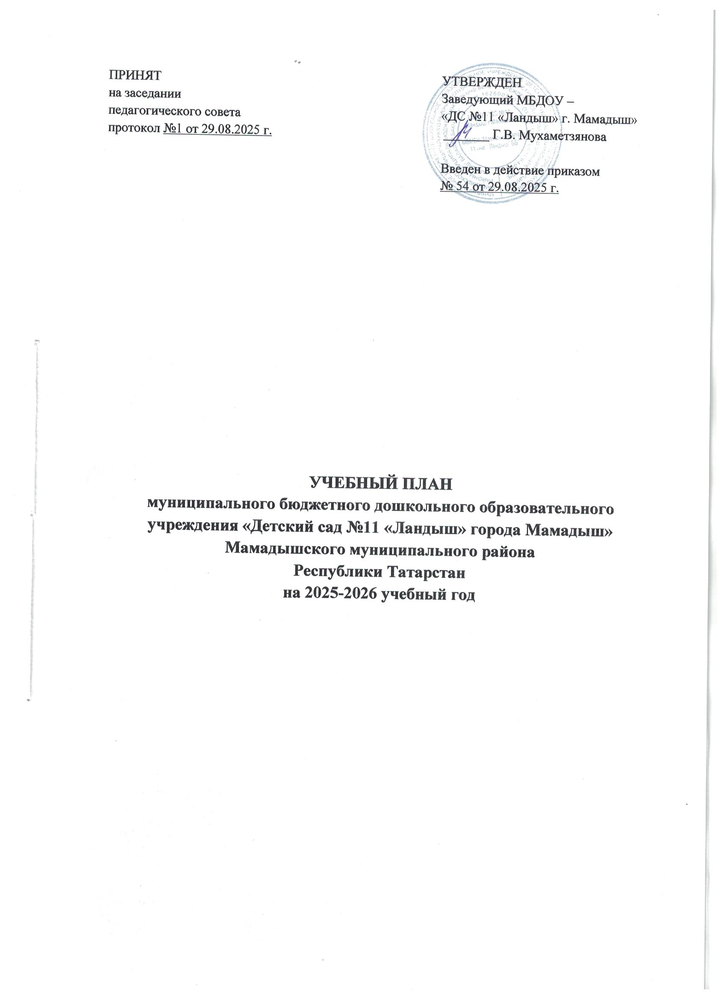 ПРИНЯТ
на заседании
педагогического совета
протокол №1 от 29.08.2025 г.
УТВЕРЖДЕН
Заведующий МБДОУ –
«ДС №11 «Ландыш» г. Мамадыш»
Г.В. Мухаметзянова
Введен в действие приказом
№ 54 от 29.08.2025 г.
УЧЕБНЫЙ ПЛАН
муниципального бюджетного дошкольного образовательного
учреждения «Детский сад №11 «Ландыш» города Мамадыш»
Мамадышского муниципального района
Республики Татарстан
на 2025-2026 учебный год